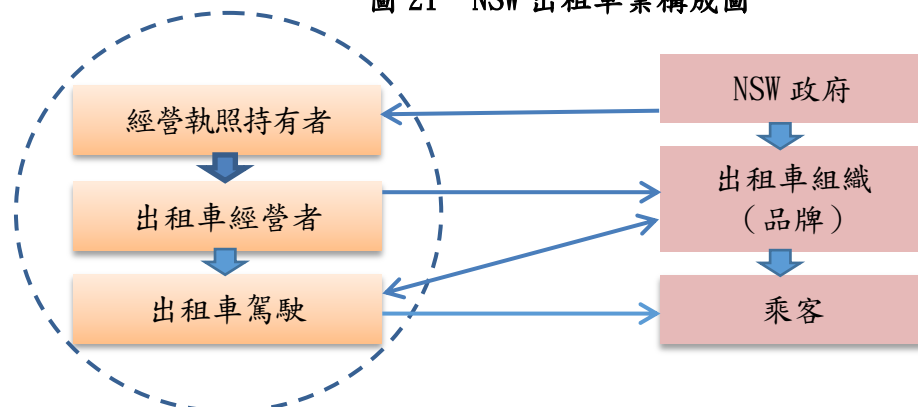 圖 21 NSW 出租車業構成圖
經營執照持有者
出租車經營者
出租車駕駛
NSW 政府
出租車組織
（品牌）
乘客